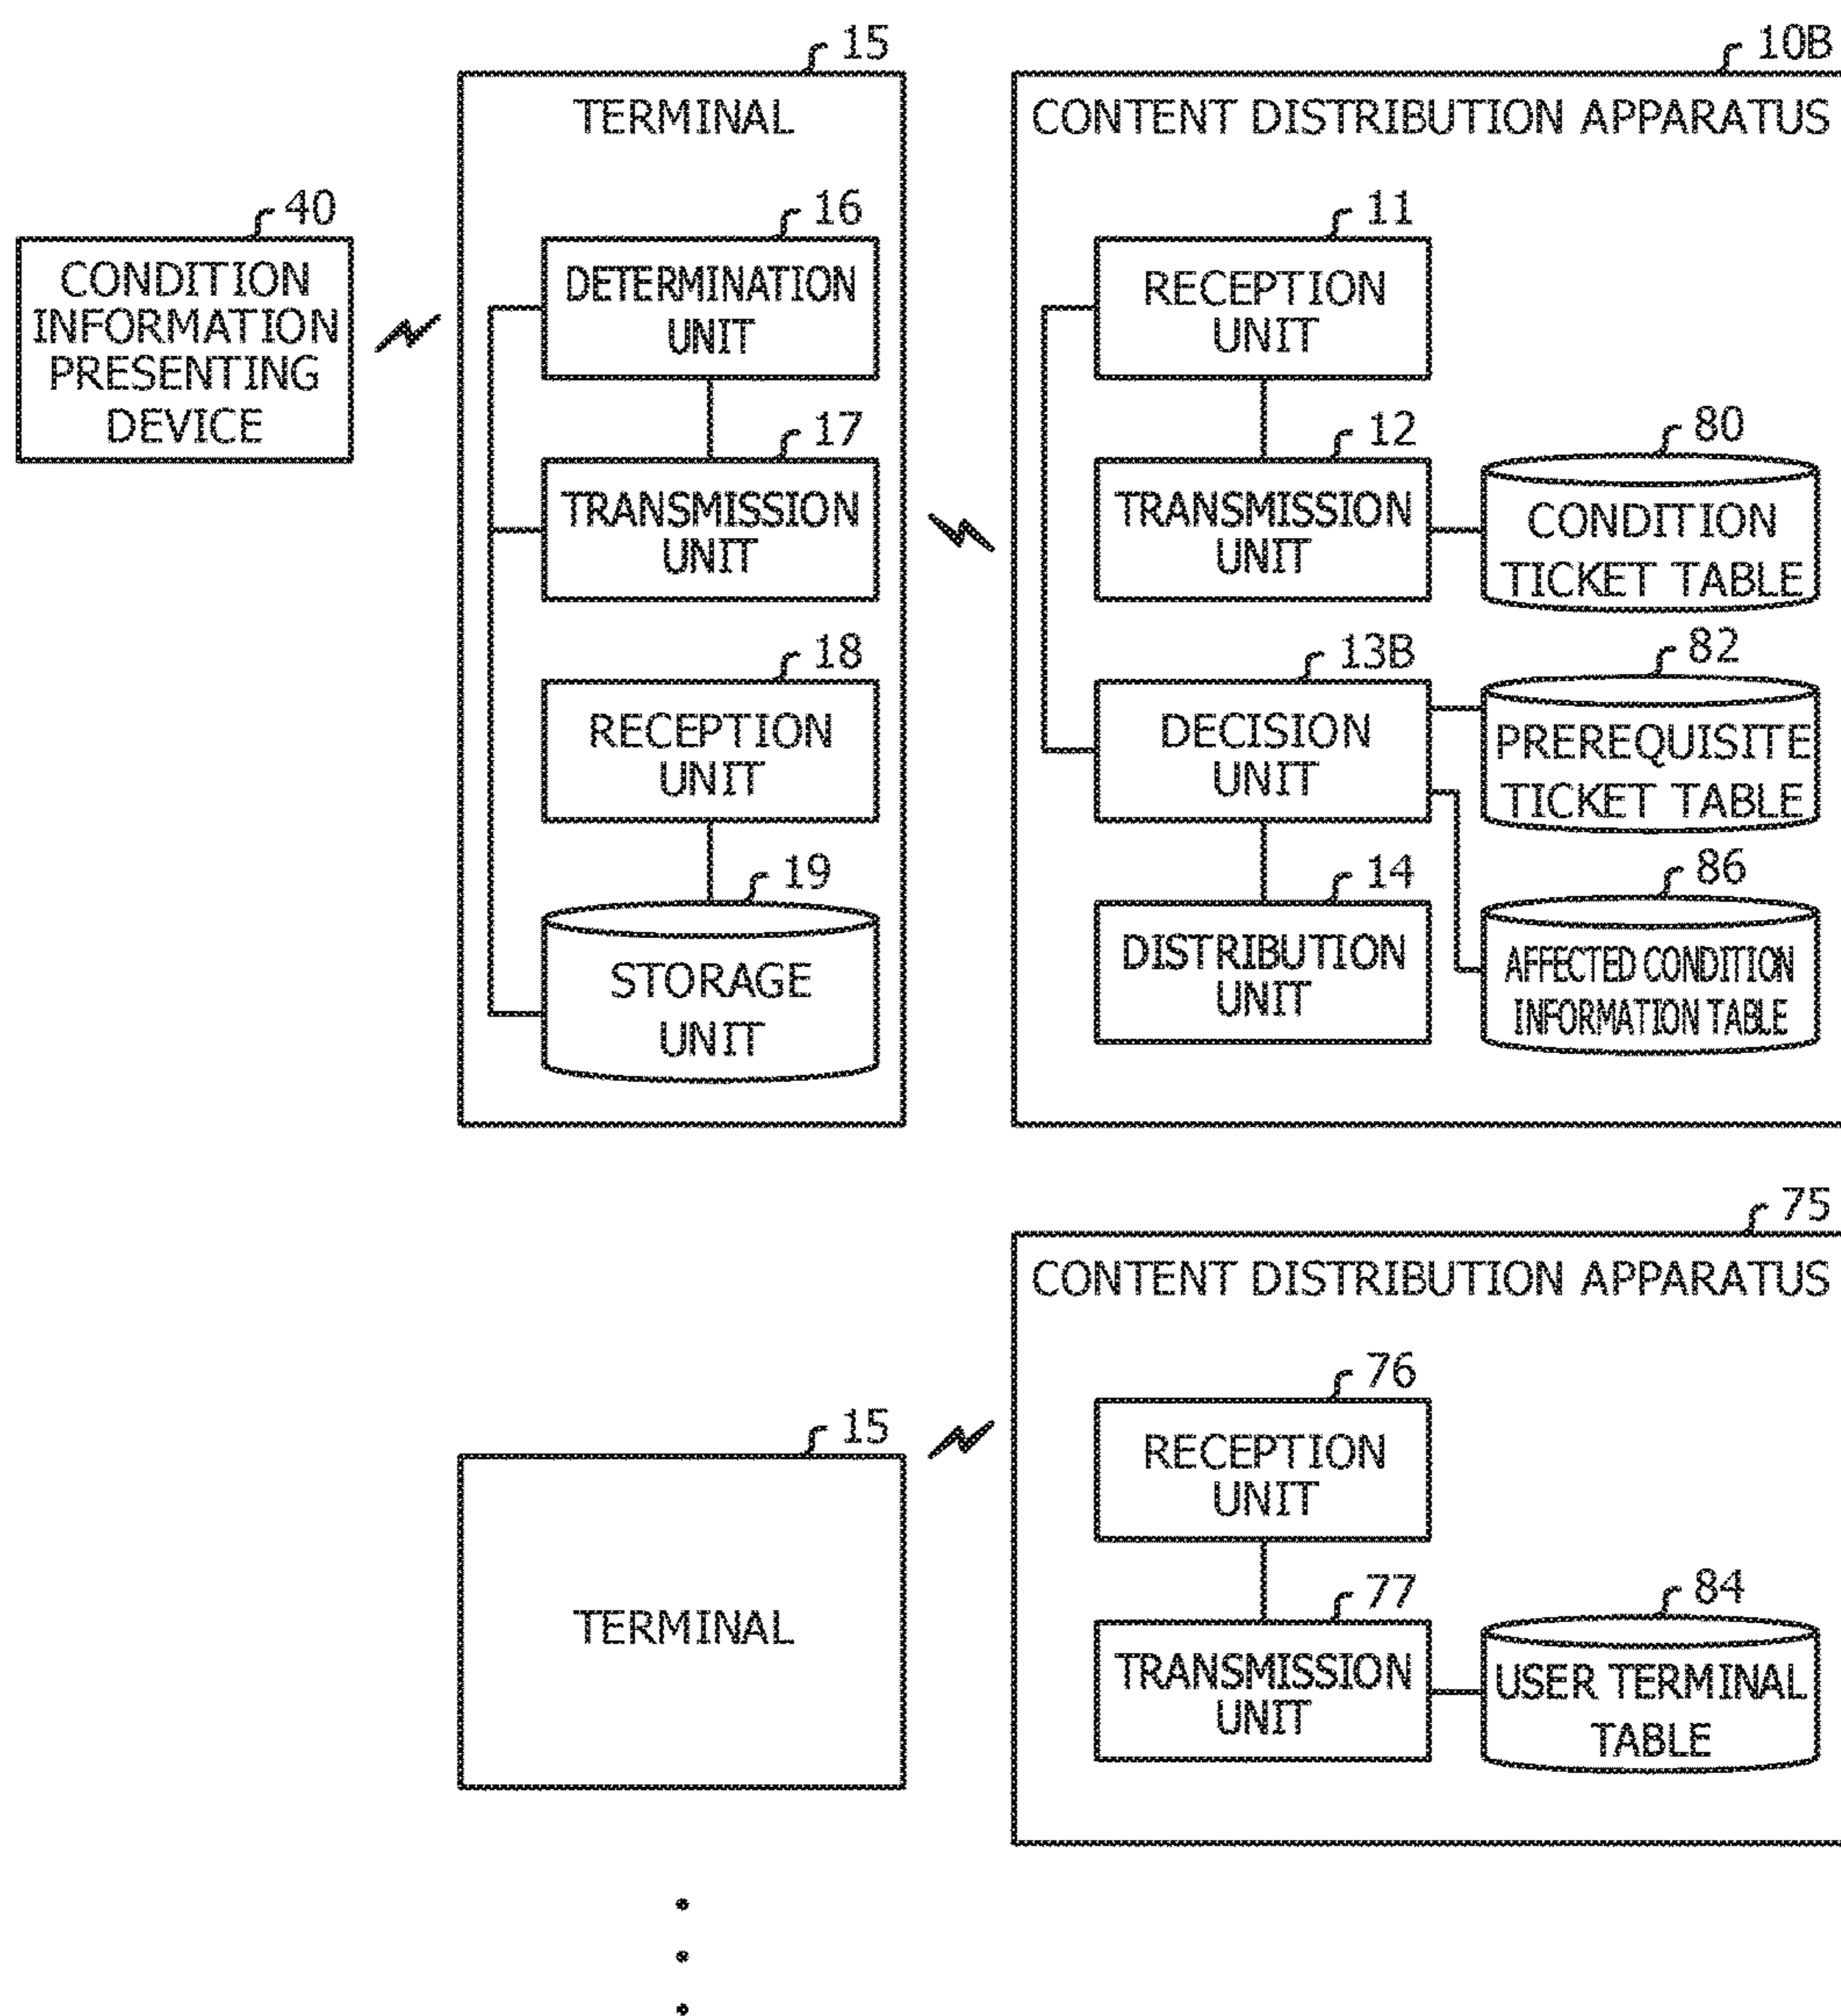 15
TERMINAL
10B
CONTENT DISTRIBUTION APPARATUS
40
CONDITION
INFORMATION
PRESENTING
DEVICE
16
DETERMINATION
UNIT
17
TRANSMISSION
UNIT
18
RECEPTION
UNIT
19
STORAGE
UNIT
11
RECEPTION
UNIT
12
TRANSMISSION
UNIT
80
CONDITION
TICKET TABLE
13B
DECISION
UNIT
82
PREREQUISITE
TICKET TABLE
14
DISTRIBUTION
UNIT
86
AFFECTED CONDITION
INFORMATION TABLE
15
TERMINAL
75
CONTENT DISTRIBUTION APPARATUS
76
RECEPTION
UNIT
77
TRANSMISSION
UNIT
84
USER TERMINAL
TABLE